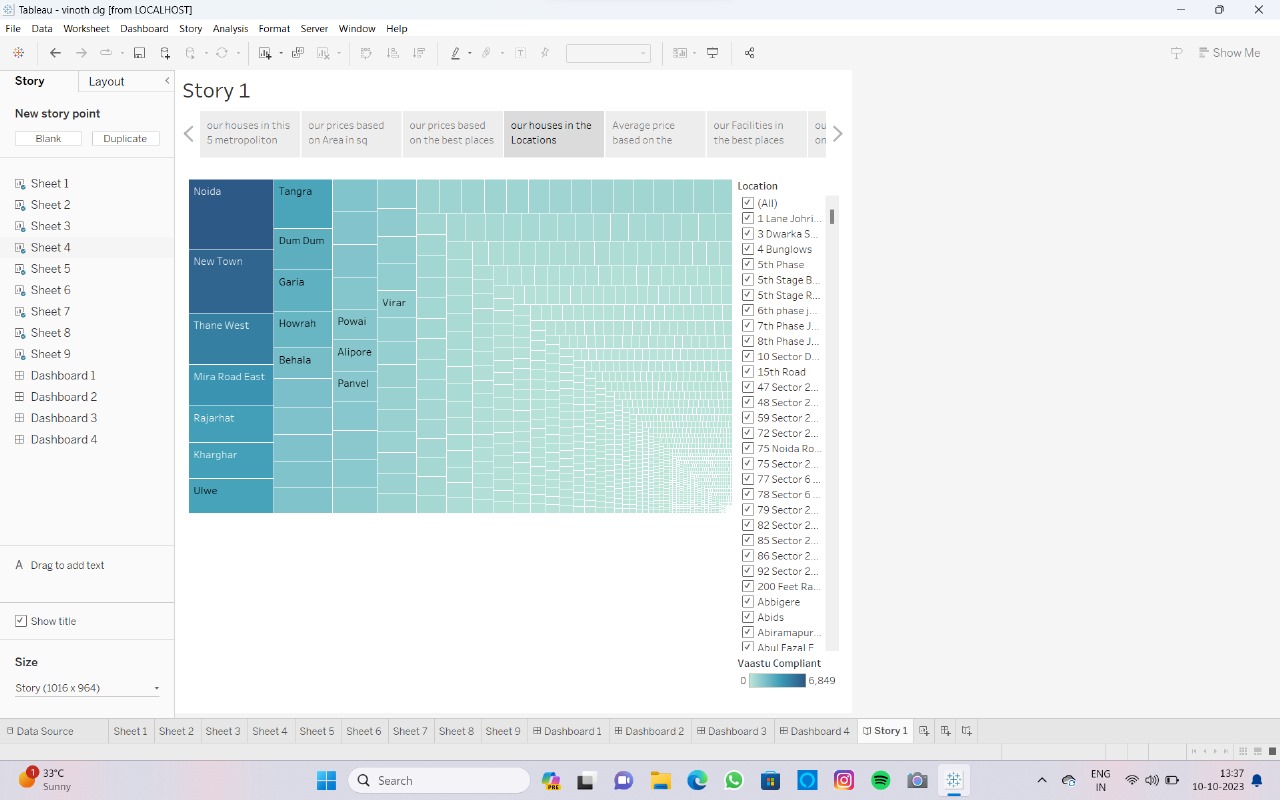 Tableau - vinoth clg [from LOCALHOST]
File Data Worksheet Dashboard Story Analysis Format Server Window Help
Show Me
Story Layout
New story point
Blank Duplicate
Sheet 1
Sheet 2
Sheet 3
Sheet 4
Sheet 5
Sheet 6
Sheet 7
Sheet 8
Sheet 9
Dashboard 1
Dashboard 2
Dashboard 3
Dashboard 4
A Drag to add text
Show title
Size
Story (1016 x 964)
Story 1
our houses in this
5 metropoliton
our prices based
on Area in sq
our prices based
on the best places
our houses in the
Locations
Average price
based on the
our Facilities in
the best places
ou
on
Noida
New Town
Thane West
Mira Road East
Rajarhat
Kharghar
Ulwe
Tangra
Dum Dum
Garia
Howrah
Behala
Powai
Alipore
Panvel
Virar
Location
(All)
1 Lane Johri...
3 Dwarka S...
4 Bunglows
5th Phase
5th Stage B...
5th Stage R...
6th phase j...
7th Phase J...
8th Phase J...
10 Sector D...
15th Road
47 Sector 2...
48 Sector 2...
59 Sector 2...
72 Sector 2...
75 Noida Ro...
75 Sector 2...
77 Sector 6 ...
78 Sector 6 ...
79 Sector 2...
82 Sector 2...
85 Sector 2...
86 Sector 2...
92 Sector 2...
200 Feet Ra...
Abbigere
Abids
Abiramapur...
Abul Fazal E
Vaastu Compliant
0 6,849
Data Source Sheet 1 Sheet 2 Sheet 3 Sheet 4 Sheet 5 Sheet 6 Sheet 7 Sheet 8 Sheet 9 Dashboard 1 Dashboard 2 Dashboard 3 Dashboard 4 Story 1
1
33°C
Sunny
Search
PRE
ENG
IN
13:37
10-10-2023